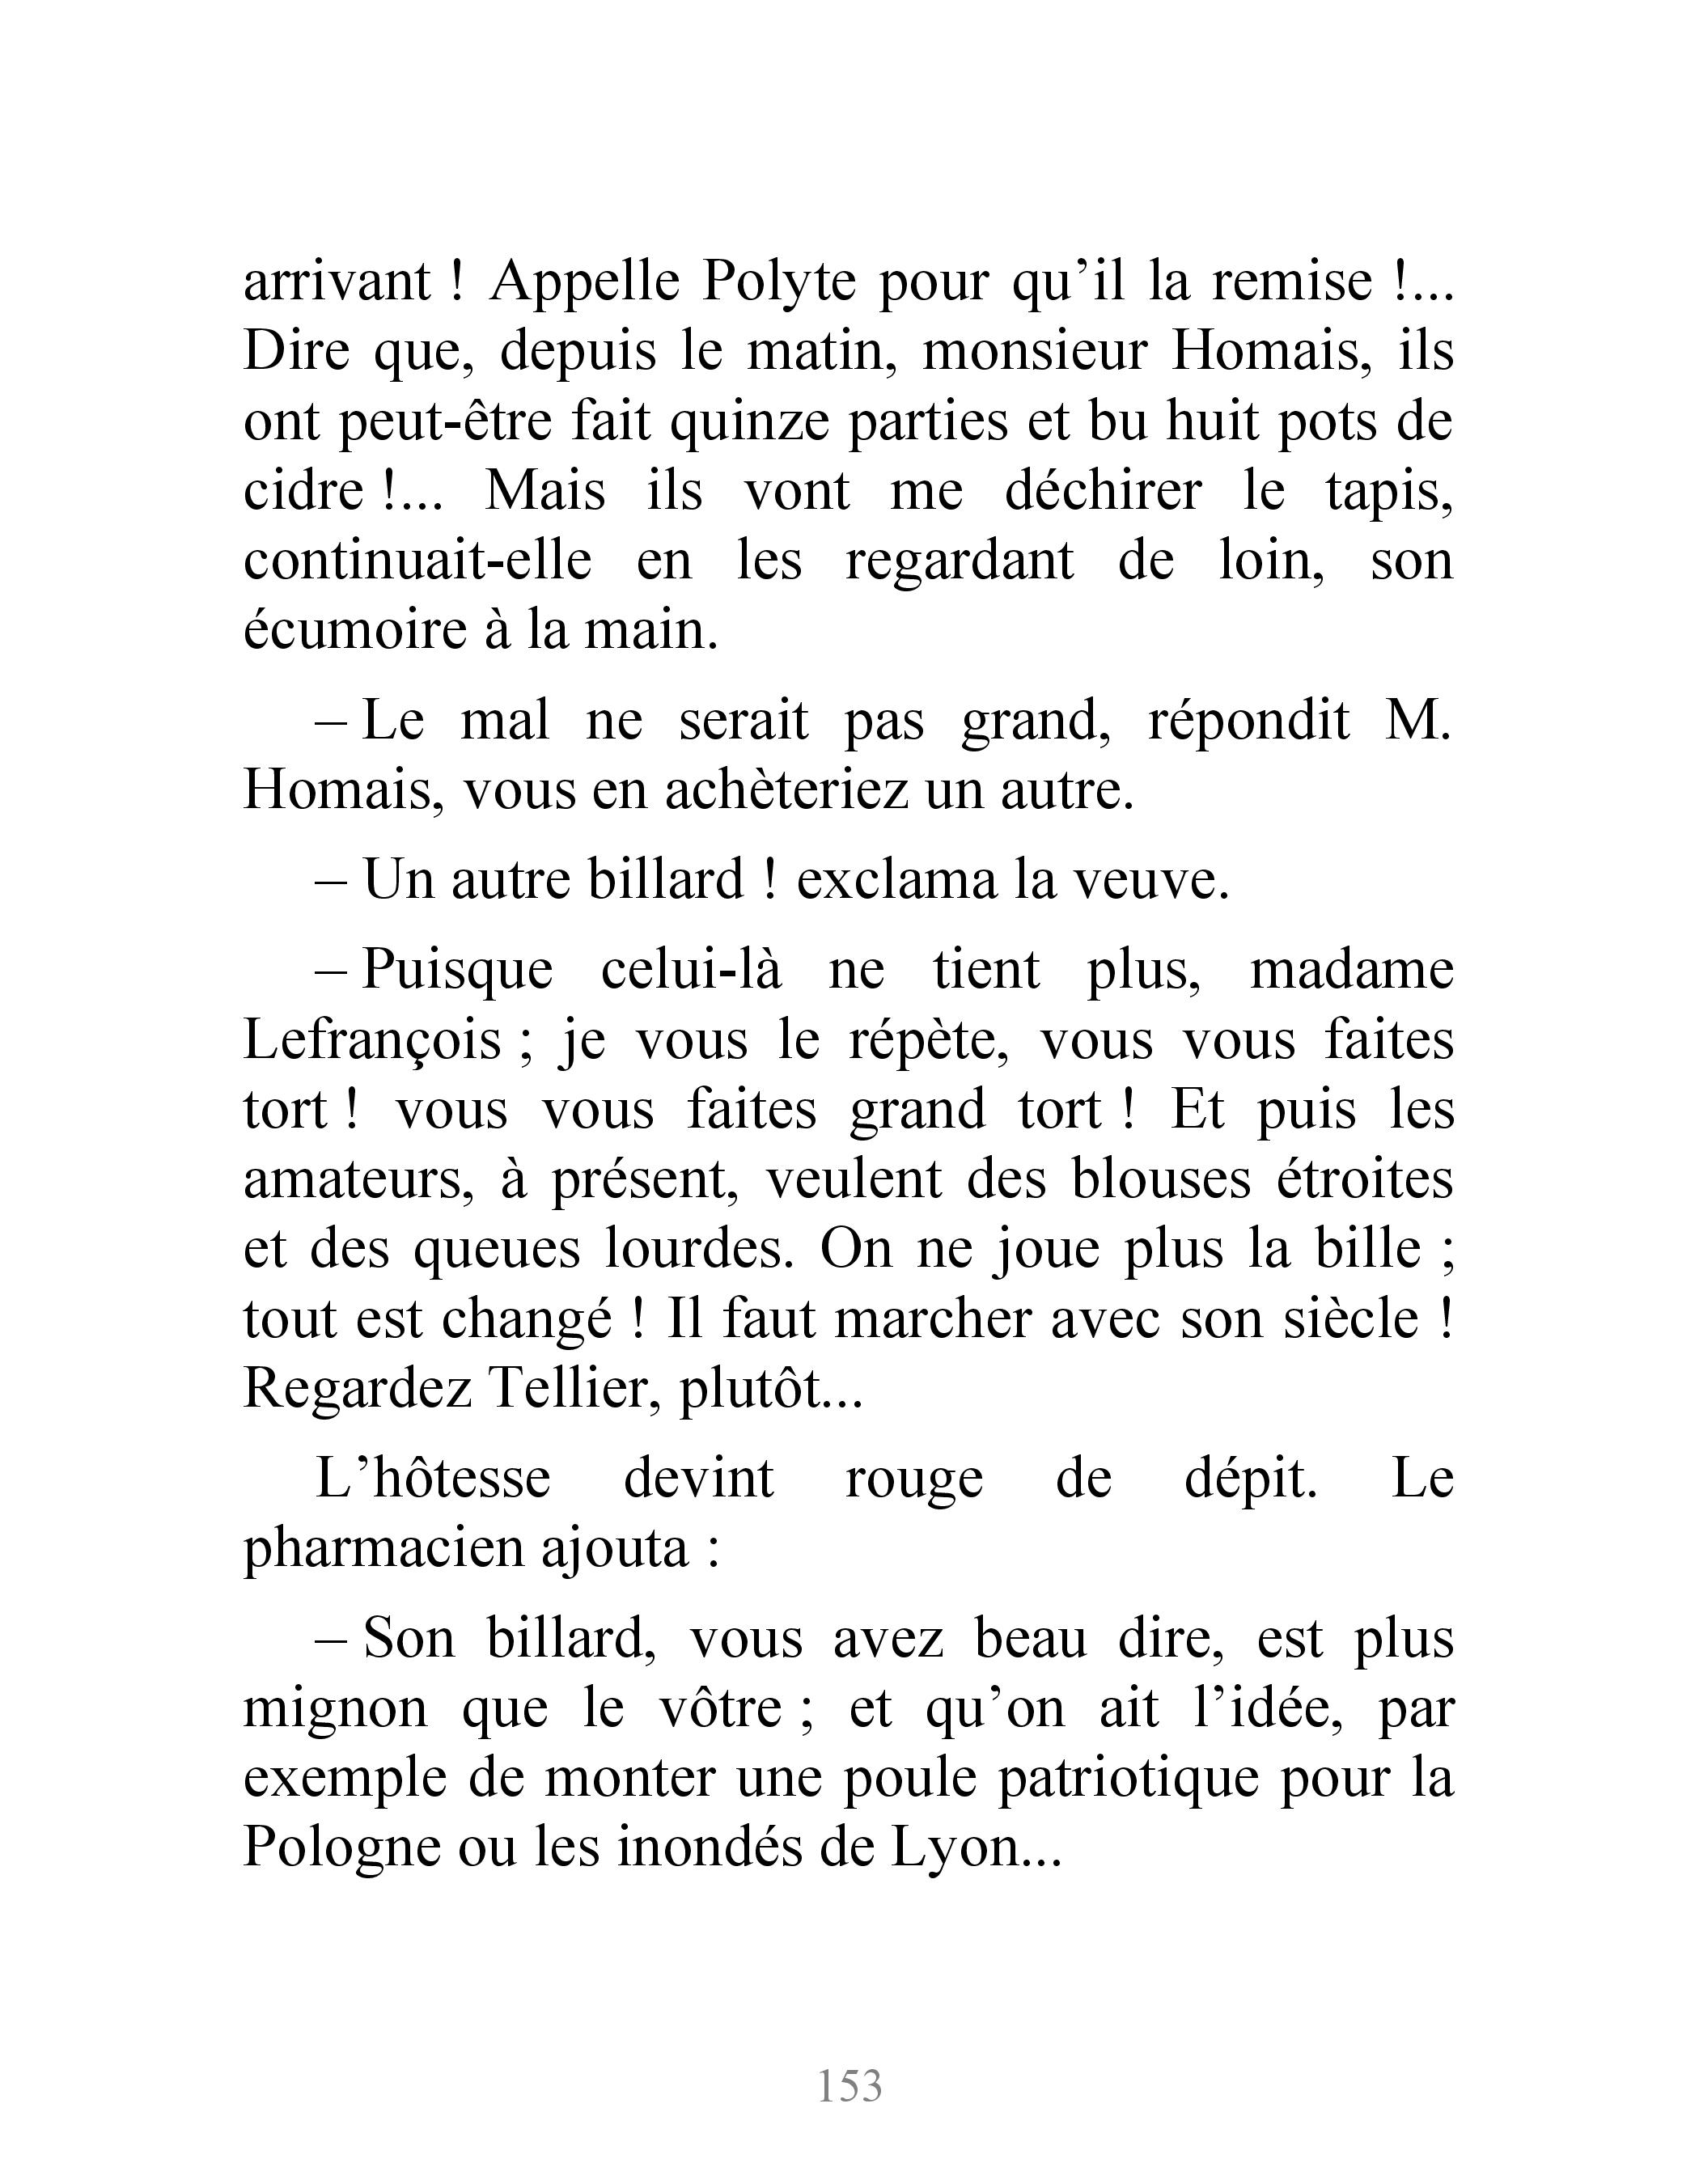 arrivant ! Appelle Polyte pour qu’il la remise !...
Dire que, depuis le matin, monsieur Homais, ils
ont peut-être fait quinze parties et bu huit pots de
cidre !... Mais ils vont me déchirer le tapis,
continuait-elle en les regardant de loin, son
écumoire à la main.
– Le mal ne serait pas grand, répondit M.
Homais, vous en achèteriez un autre.
– Un autre billard ! exclama la veuve.
– Puisque celui-là ne tient plus, madame
Lefrançois ; je vous le répète, vous vous faites
tort ! vous vous faites grand tort ! Et puis les
amateurs, à présent, veulent des blouses étroites
et des queues lourdes. On ne joue plus la bille ;
tout est changé ! Il faut marcher avec son siècle !
Regardez Tellier, plutôt...
L’hôtesse devint rouge de dépit. Le
pharmacien ajouta :
– Son billard, vous avez beau dire, est plus
mignon que le vôtre ; et qu’on ait l’idée, par
exemple de monter une poule patriotique pour la
Pologne ou les inondés de Lyon...
153